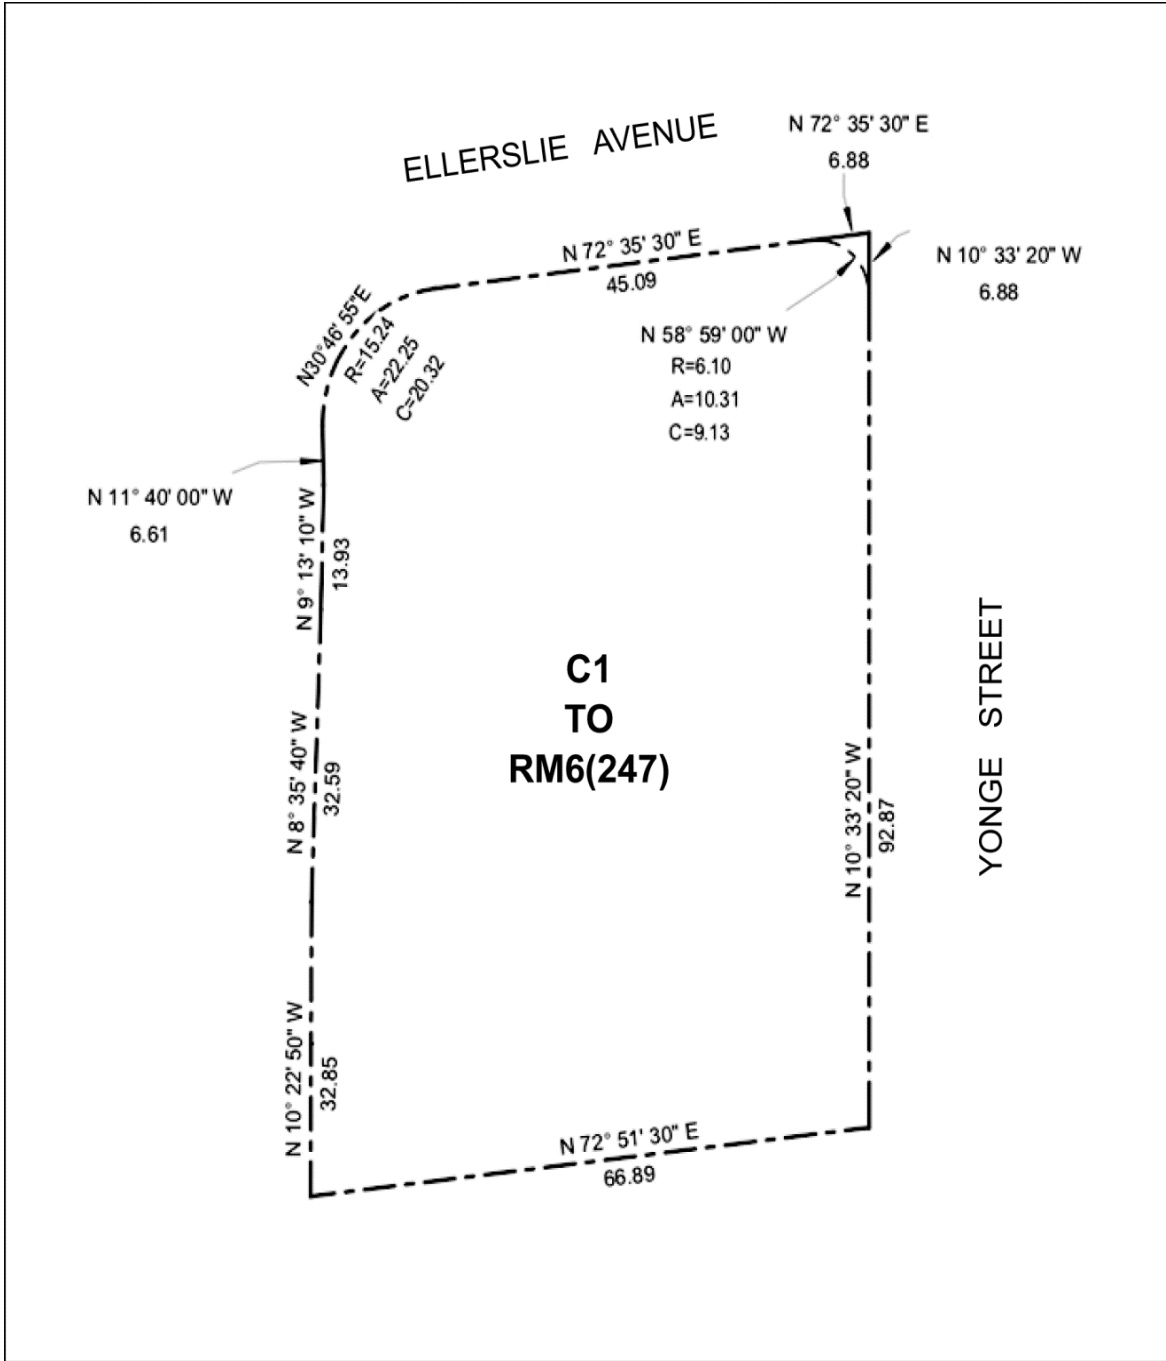 ELLERSLIE AVENUE
N 72° 35' 30" E
6.88
N 72° 35' 30" E
45.09
N 10° 33' 20" W
6.88
N30°46' 55"E
R=15.24
A=22.25
C=20.32
N 58° 59' 00" W
R=6.10
A=10.31
C=9.13
N 11° 40' 00" W
6.61
N 9° 13' 10" W
13.93
C1
TO
RM6(247)
YONGE STREET
N 8° 35' 40" W
32.59
N 10° 33' 20" W
92.87
N 10° 22' 50" W
32.85
N 72° 51' 30" E
66.89